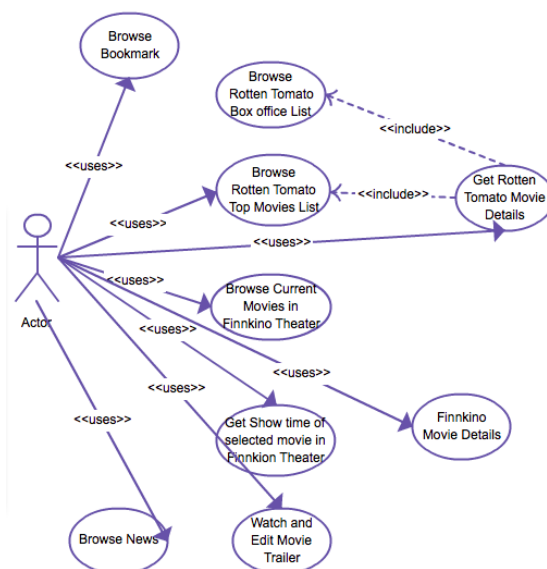 Browse
Bookmark
Browse
Rotten Tomato
Box office List
<<include>>
<<uses>>
Browse
Rotten Tomato
Top Movies List
<<include>>
Get Rotten
Tomato Movie
Details
<<uses>>
<<uses>>
<<uses>>
Browse Current
Movies in
Finnkino Theater
Actor
<<uses>>
<<uses>>
<<uses>>
<<uses>>
Get Show time of
selected movie in
Finnkion Theater
Finnkino
Movie Details
Browse News
Watch and
Edit Movie
Trailer